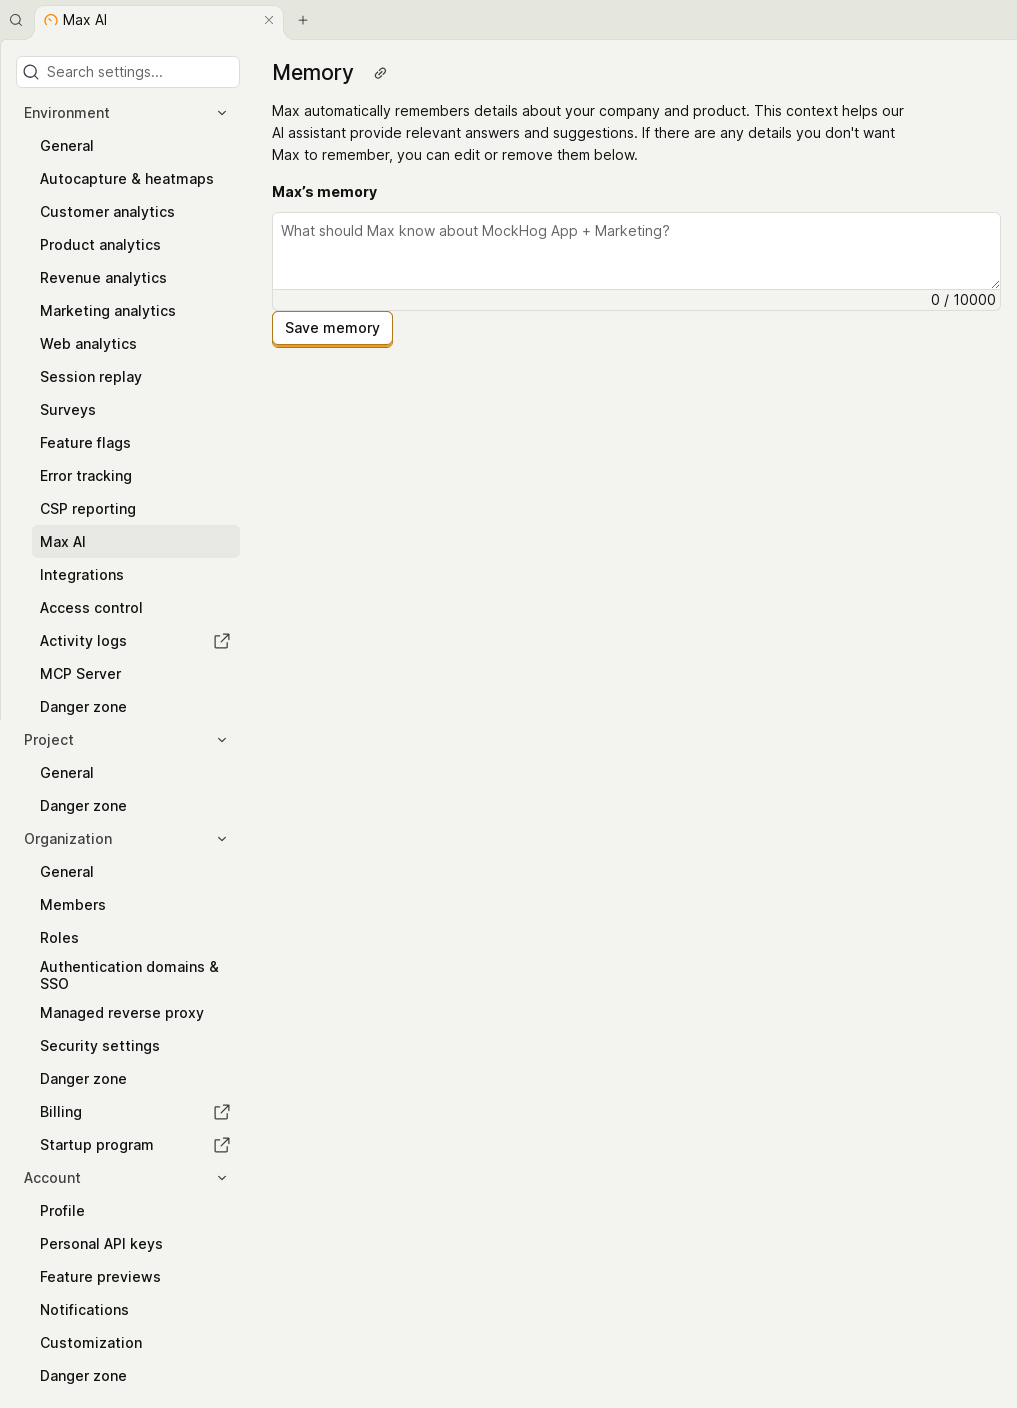 Max AI
Search settings...
Environment
General
Autocapture & heatmaps
Customer analytics
Product analytics
Revenue analytics
Marketing analytics
Web analytics
Session replay
Surveys
Feature flags
Error tracking
CSP reporting
Max AI
Integrations
Access control
Activity logs
MCP Server
Danger zone
Project
General
Danger zone
Organization
General
Members
Roles
Authentication domains &
SSO
Managed reverse proxy
Security settings
Danger zone
Billing
Startup program
Account
Profile
Personal API keys
Feature previews
Notifications
Customization
Danger zone
Memory
Max automatically remembers details about your company and product. This context helps our
AI assistant provide relevant answers and suggestions. If there are any details you don't want
Max to remember, you can edit or remove them below.
Max’s memory
What should Max know about MockHog App + Marketing?
0 / 10000
Save memory